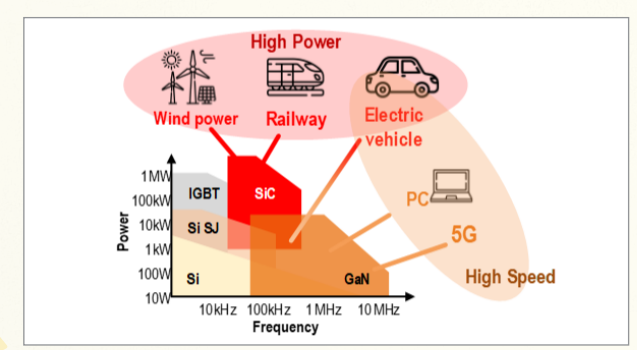 High Power
Wind power
Railway
Electric
vehicle
PC
5G
High Speed
Power
1MW
100kW
10kW
1kW
100W
10W
IGBT
SiC
Si SJ
Si
GaN
10kHz 100kHz 1MHz 10MHz
Frequency